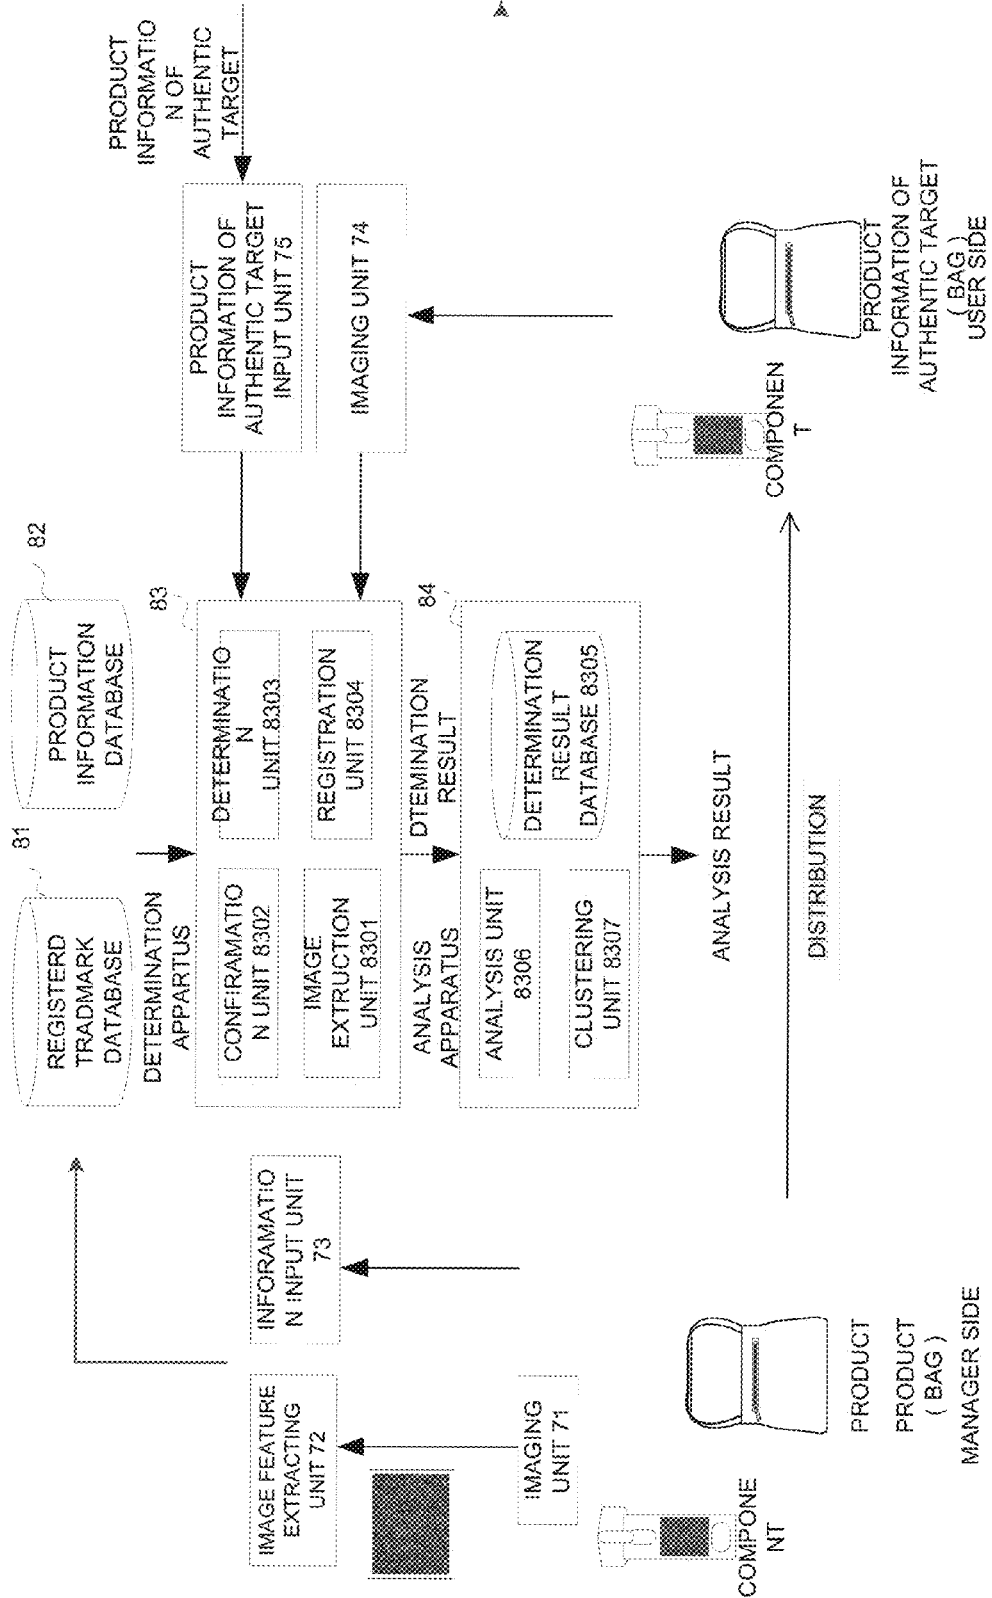 81
82
REGISTERD
TRADMARK
DATABASE
PRODUCT
INFORMATION
DATABASE
PRODUCT
INFORMATIO
N OF
AUTHENTIC
TARGET
DETERMINATION
APPARTUS
83
CONFIRAMATIO
N UNIT 8302
DETERMINATIO
N
UNIT 8303
IMAGE
EXTRUCTION
UNIT 8301
REGISTRATION
UNIT 8304
PRODUCT
INFORMATION OF
AUTHENTIC TARGET
INPUT UNIT 75
IMAGING UNIT 74
INFORAMATIO
N INPUT UNIT
73
IMAGE FEATURE
EXTRACTING
UNIT 72
ANALYSIS
APPARATUS
DTEMINATION
RESULT
84
ANALYSIS UNIT
8306
DETERMINATION
RESULT
DATABASE 8305
CLUSTERING
UNIT 8307
IMAGING
UNIT 71
ANALYSIS RESULT
DISTRIBUTION
COMPONE
NT
PRODUCT
PRODUCT
( BAG )
MANAGER SIDE
COMPONEN
T
PRODUCT
INFORMATION OF
AUTHENTIC TARGET
( BAG )
USER SIDE